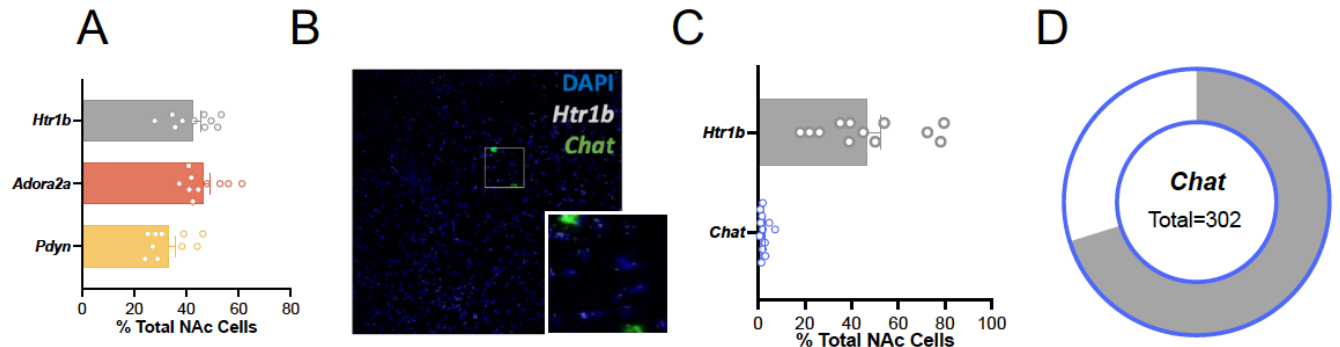 A
Htr1b
Adora2a
Pdyn
0 20 40 60 80
% Total NAc Cells
B
DAPI
Htr1b
Chat
C
Htr1b
Chat
0 20 40 60 80 100
% Total NAc Cells
D
Chat
Total=302